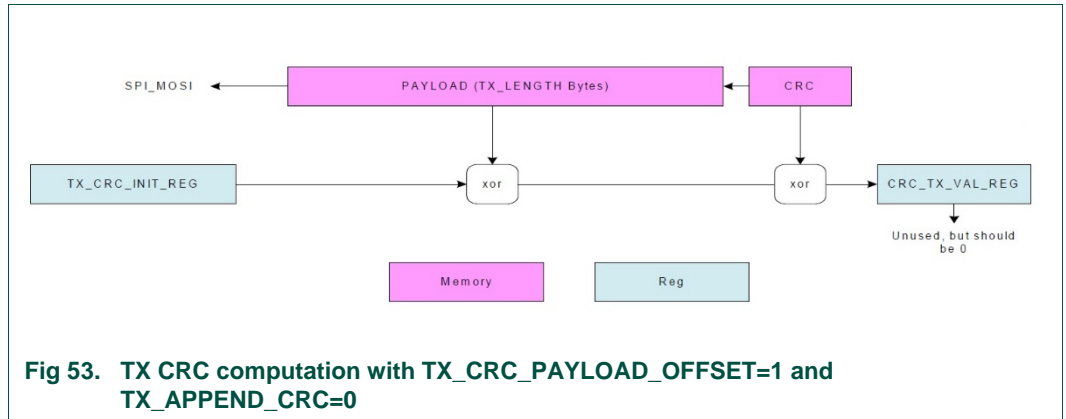 SPI_MOSI
PAYLOAD (TX_LENGTH Bytes)
CRC
TX_CRC_INIT_REG
xor
xor
CRC_TX_VAL_REG
Unused, but should
be 0
Memory
Reg
Fig 53. TX CRC computation with TX_CRC_PAYLOAD_OFFSET=1 and
TX_APPEND_CRC=0